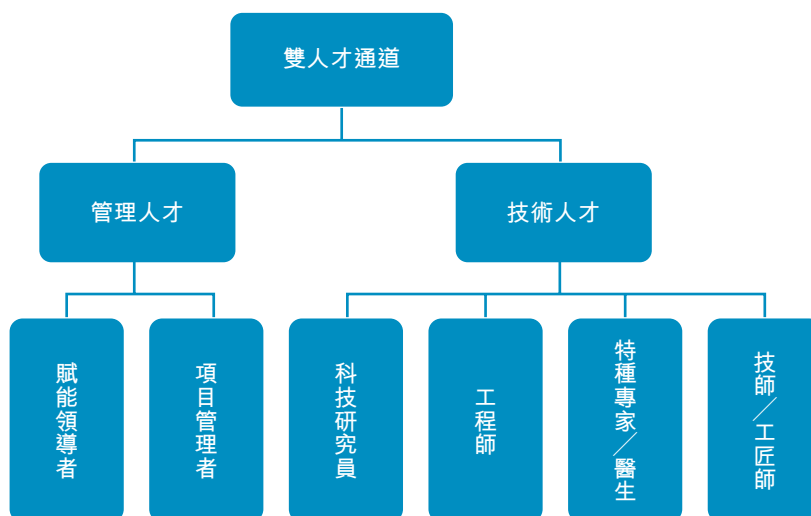 雙人才通道
管理人才
技術人才
賦能領導者
項目管理者
科技研究員
工程師
特種專家／醫生
技師／工匠師